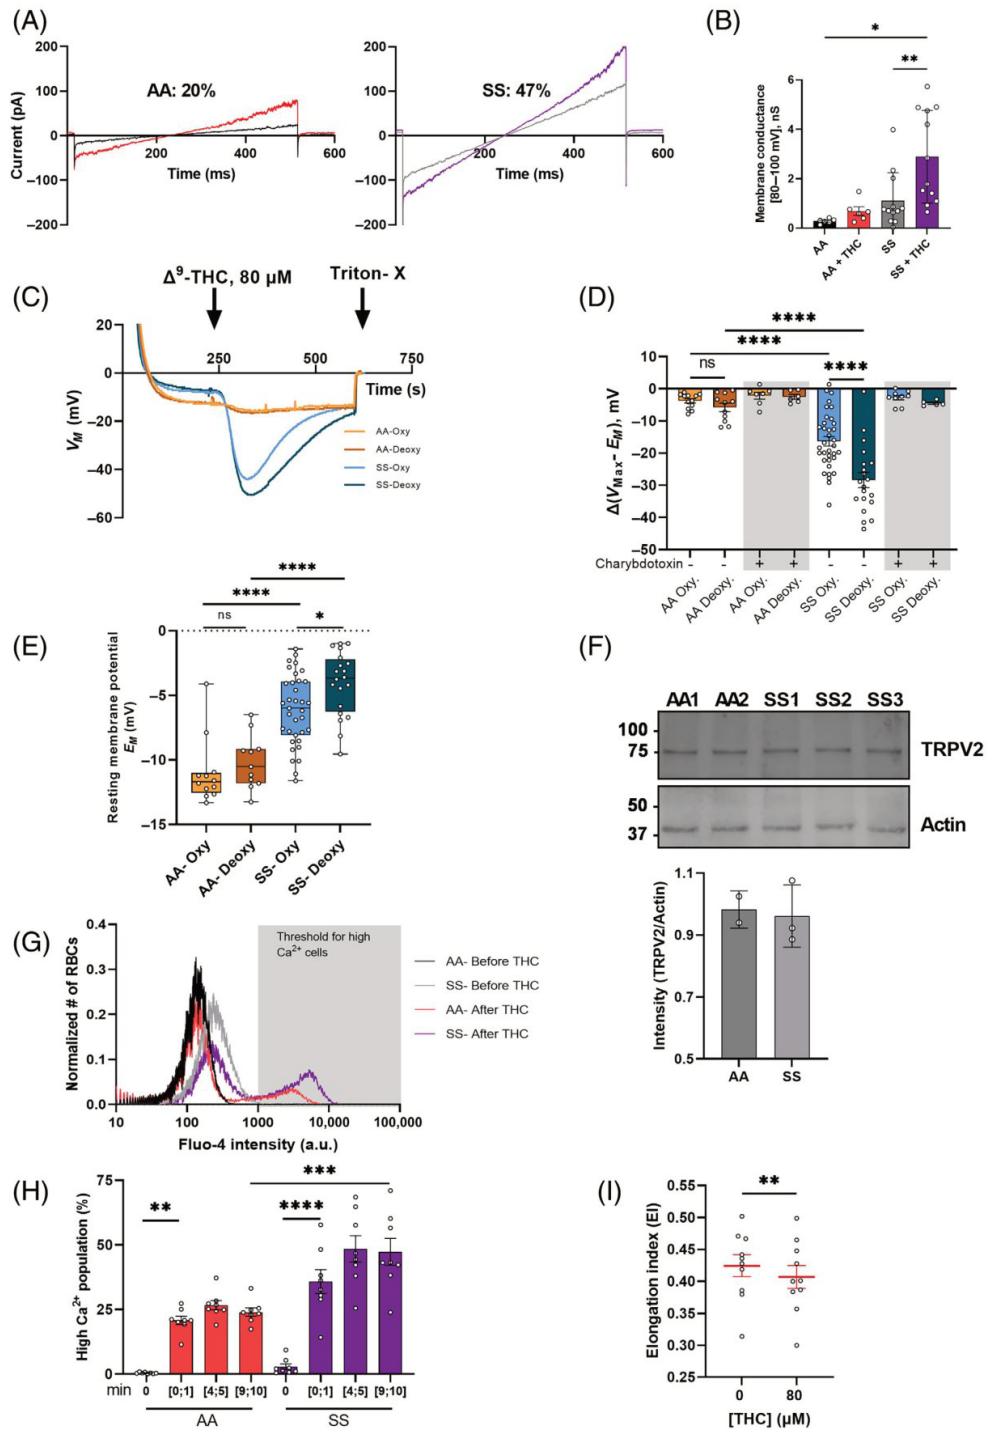 (A)
200
150
100
50
0
–50
–100
–150
–200
Current (pA)
AA: 20%
200
400
600
Time (ms)
200
150
100
50
0
–50
–100
–150
–200
SS: 47%
200
400
600
Time (ms)
(B)
*
**
6
4
2
0
Membrane conductance
[80–100 mV], nS
AA
AA + THC
SS
SS + THC
(C)
Δ9-THC, 80 µM
Triton- X
20
0
–20
–40
–60
VM (mV)
250
500
750
Time (s)
AA-Oxy
AA-Deoxy
SS-Oxy
SS-Deoxy
(D)
****
****
ns
****
10
0
–10
–20
–30
–40
–50
Δ(VMax- EM), mV
Charybdotoxin
-
-
+
+
-
-
+
+
AA Oxy.
AA Deoxy.
AA Oxy.
AA Deoxy.
SS Oxy.
SS Deoxy.
SS Oxy.
SS Deoxy.
(E)
****
****
ns
*
0
–5
–10
–15
Resting membrane potential
EM (mV)
AA- Oxy
AA- Deoxy
SS- Oxy
SS- Deoxy
(F)
AA1 AA2 SS1 SS2 SS3
100
75
TRPV2
50
37
Actin
1.1
0.9
0.7
0.5
Intensity (TRPV2/Actin)
AA
SS
(G)
0.4
0.3
0.2
0.1
0.0
Normalized # of RBCs
Threshold for high
Ca2+ cells
10
100
1000
10,000
100,000
Fluo-4 intensity (a.u.)
AA- Before THC
SS- Before THC
AA- After THC
SS- After THC
(H)
***
**
****
75
50
25
0
High Ca2+ population (%)
min 0 [0;1] [4;5] [9;10] 0 [0;1] [4;5] [9;10]
AA
SS
(I)
**
0.55
0.50
0.45
0.40
0.35
0.30
0.25
Elongation index (EI)
0
80
[THC] (µM)